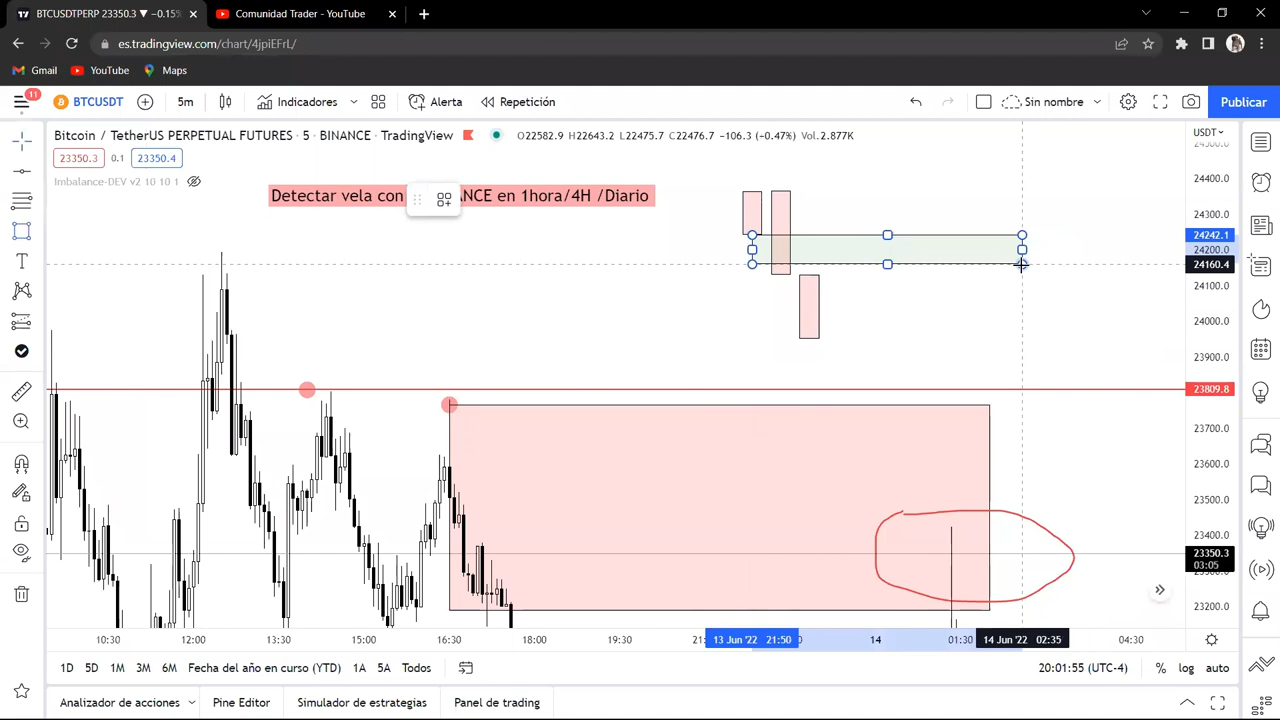 BTCUSDTPERP 23350.3 ▼ −0.15%
Comunidad Trader - YouTube
es.tradingview.com/chart/4jpiEFrL/
Gmail YouTube Maps
11
BTCUSDT 5m Indicadores Alerta Repetición Sin nombre Publicar
Bitcoin / TetherUS PERPETUAL FUTURES · 5 · BINANCE · TradingView O22582.9 H22643.2 L22475.7 C22476.7 −106.3 (−0.47%) Vol.2.877K
USDT
23350.3 0.1 23350.4
Imbalance-DEV v2 10 10 1
Detectar vela con ANCE en 1hora/4H /Diario
24400.0
24300.0
24242.1
24200.0
24160.4
24100.0
24000.0
23900.0
23809.8
23700.0
23600.0
23500.0
23400.0
23350.3
03:05
23200.0
10:30 12:00 13:30 15:00 16:30 18:00 19:30 13 Jun '22 21:50 14 01:30 14 Jun '22 02:35 04:30
1D 5D 1M 3M 6M Fecha del año en curso (YTD) 1A 5A Todos 20:01:55 (UTC-4) % log auto
Analizador de acciones Pine Editor Simulador de estrategias Panel de trading